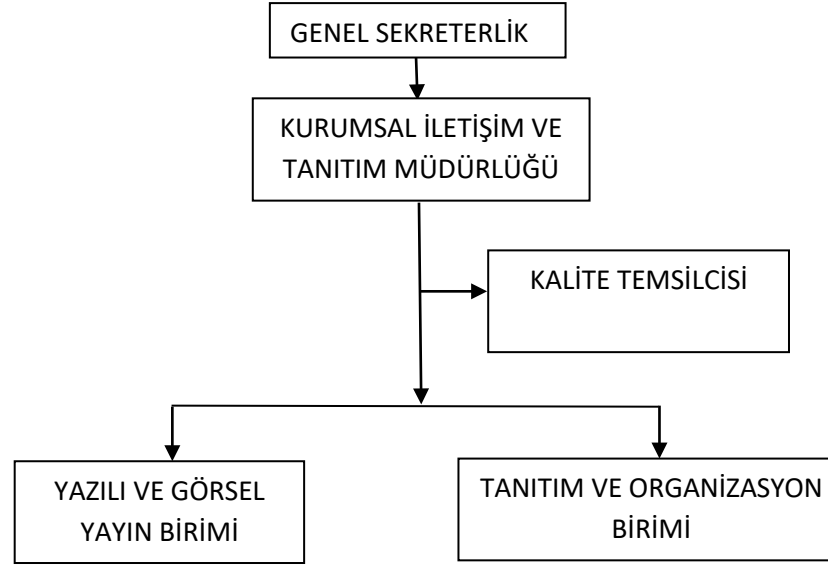 GENEL SEKRETERLİK
KURUMSAL İLETİŞİM VE
TANITIM MÜDÜRLÜĞÜ
KALİTE TEMSİLCİSİ
YAZILI VE GÖRSEL
YAYIN BİRİMİ
TANITIM VE ORGANİZASYON
BİRİMİ